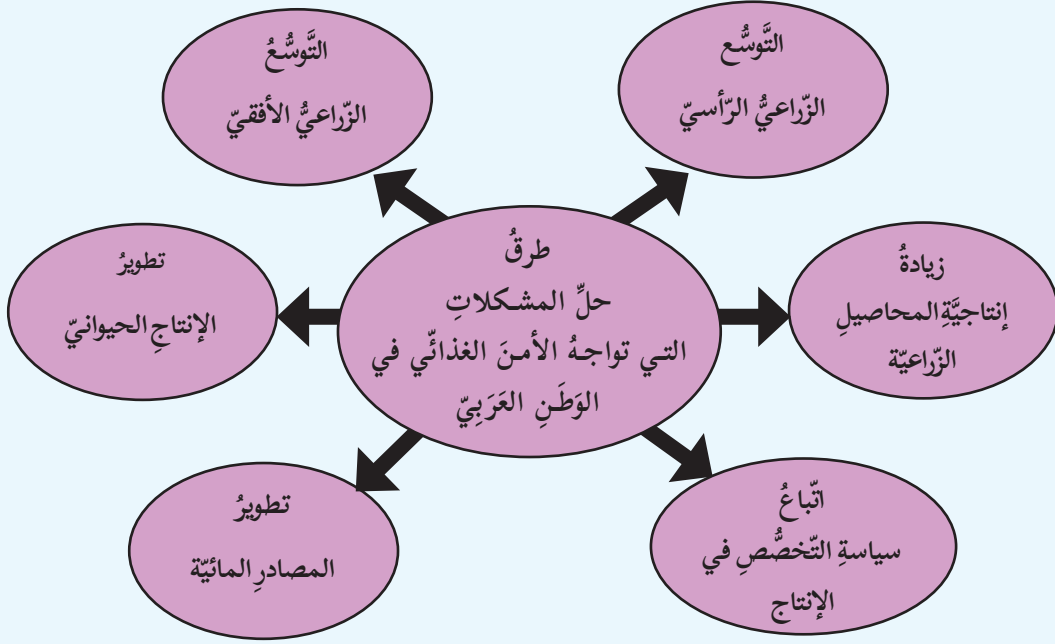 التَّوسُّع
الزّراعيُّ الرّأسيّ
التَّوسُّعُ
الزّراعيُّ الأفقيّ
طرقُ
حلِّ المشكلاتِ
التي تواجهُ الأمنَ الغذائّي في
الوَطَنِ العَرَبِيّ
زيادةُ
إنتاجيَّةِ المحاصيلِ
الزّراعيّة
تطويرُ
الإنتاجِ الحيوانيّ
اتّباعُ
سياسةِ التّخصُّصِ في
الإنتاج
تطويرُ
المصادرِ المائيّة